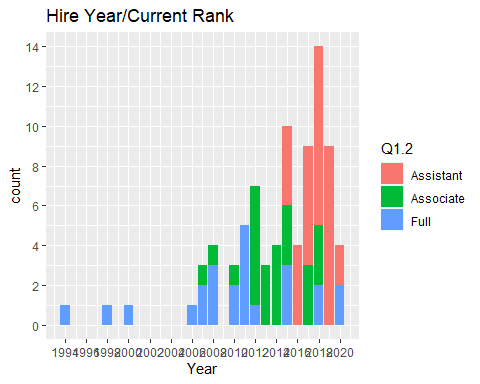 Hire Year/Current Rank
14
12
10
8
6
4
2
0
count
1994 1996 1998 2000 2002 2004 2006 2008 2010 2012 2014 2016 2018 2020
Year
Q1.2
Assistant
Associate
Full